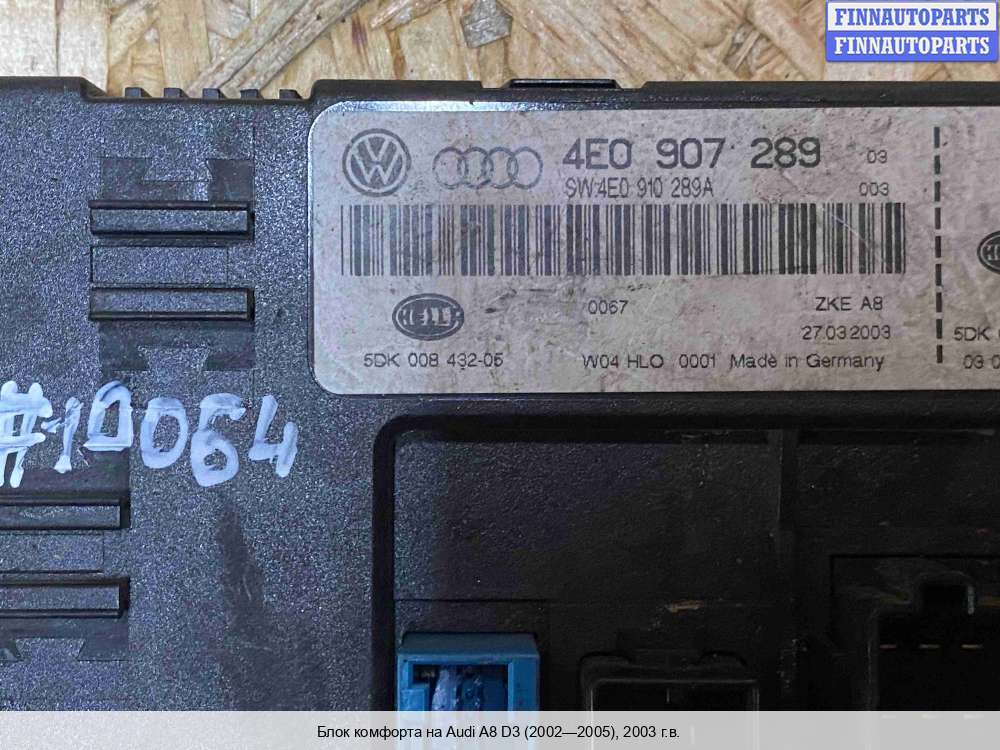 FINNAUTOPARTS
FINNAUTOPARTS
4E0 907 289 03
SW:4E0 910 289A 003
HELLA
0067 ZKE A8
27.03.2003
5DK 008 432-05 W04 HLO 0001 Made in Germany
5DK
03
#10064
Блок комфорта на Audi A8 D3 (2002—2005), 2003 г.в.